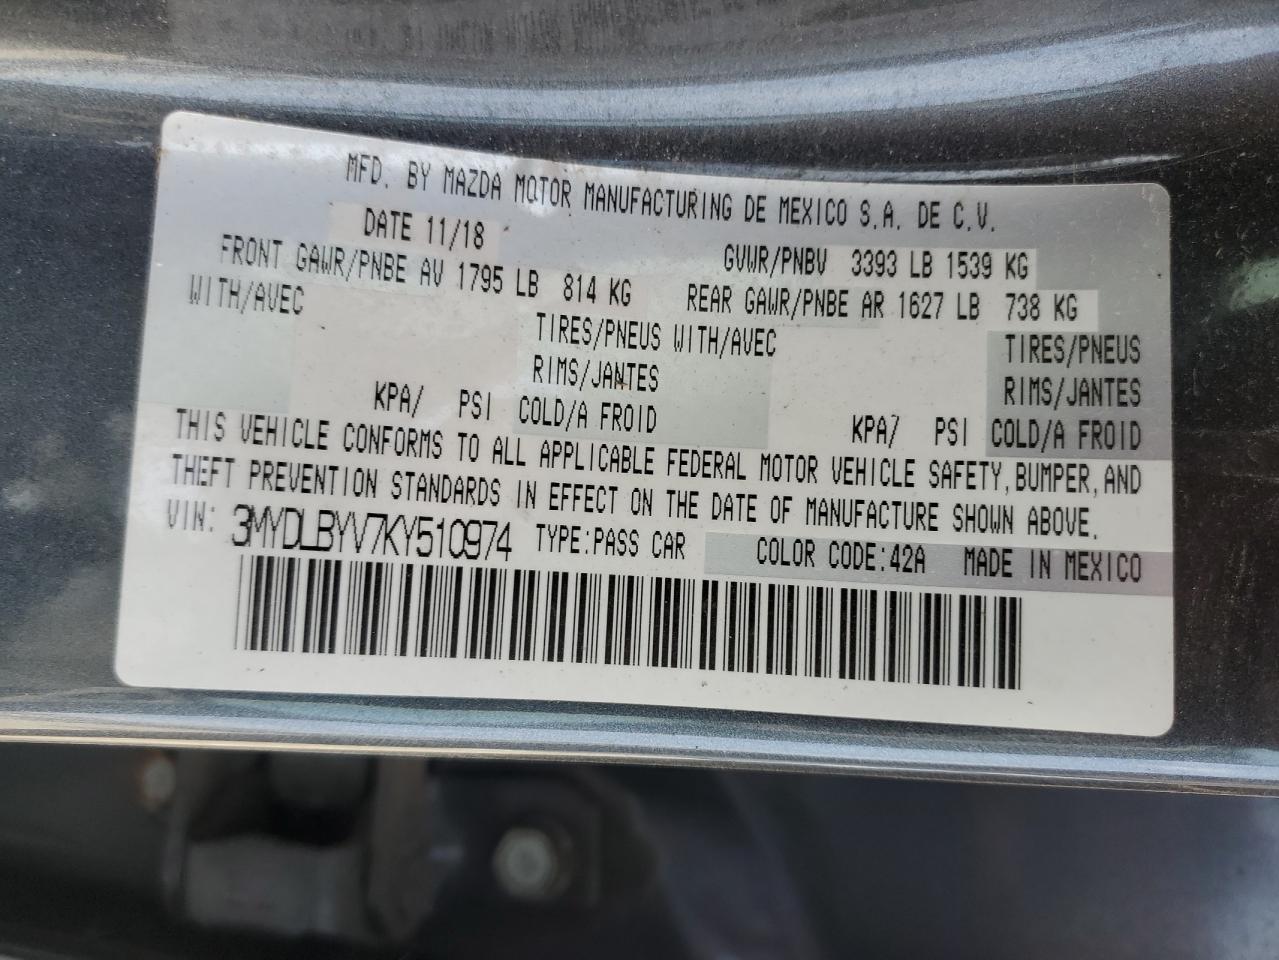 MFD. BY MAZDA MOTOR MANUFACTURING DE MEXICO S.A. DE C.V.
DATE 11/18
GVWR/PNBV 3393 LB 1539 KG
FRONT GAWR/PNBE AV 1795 LB 814 KG
REAR GAWR/PNBE AR 1627 LB 738 KG
WITH/AVEC TIRES/PNEUS WITH/AVEC TIRES/PNEUS
RIMS/JANTES RIMS/JANTES
KPA/ PSI COLD/A FROID KPA/ PSI COLD/A FROID
THIS VEHICLE CONFORMS TO ALL APPLICABLE FEDERAL MOTOR VEHICLE SAFETY, BUMPER, AND
THEFT PREVENTION STANDARDS IN EFFECT ON THE DATE OF MANUFACTURE SHOWN ABOVE.
VIN: 3MYDLBYV7KY510974 TYPE:PASS CAR COLOR CODE:42A MADE IN MEXICO